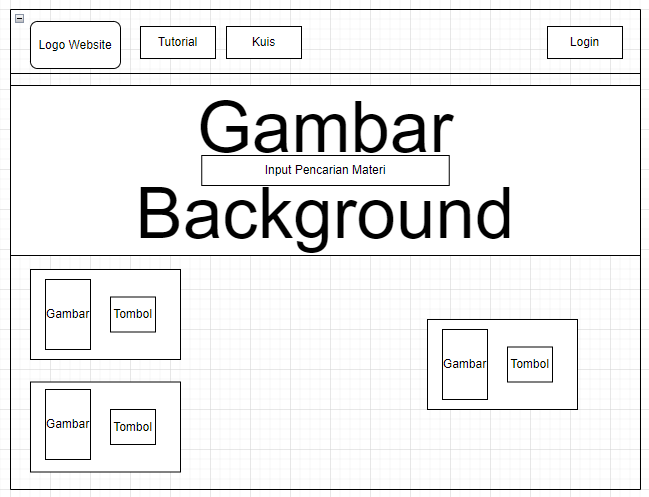 Logo Website
Tutorial
Kuis
Login
Gambar
Input Pencarian Materi
Background
Gambar
Tombol
Gambar
Tombol
Gambar
Tombol